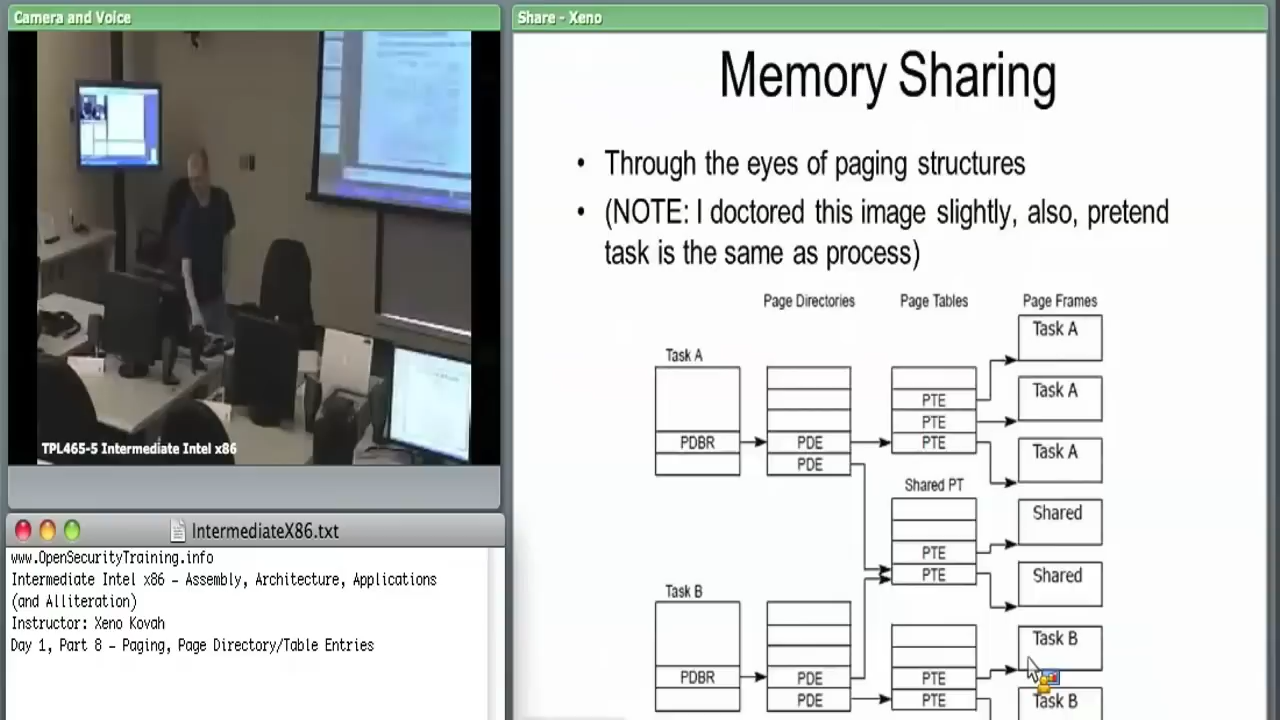 Camera and Voice
TPL465-5 Intermediate Intel x86
IntermediateX86.txt
www.OpenSecurityTraining.info
Intermediate Intel x86 – Assembly, Architecture, Applications
(and Alliteration)
Instructor: Xeno Kovah
Day 1, Part 8 – Paging, Page Directory/Table Entries
Share - Xeno
Memory Sharing
• Through the eyes of paging structures
• (NOTE: I doctored this image slightly, also, pretend
task is the same as process)
Page Directories
Page Tables
Page Frames
Task A
PDBR
PDE
PDE
PTE
PTE
PTE
Task A
Task A
Task A
Shared PT
PTE
PTE
Shared
Shared
Task B
PDBR
PDE
PDE
PTE
PTE
Task B
Task B